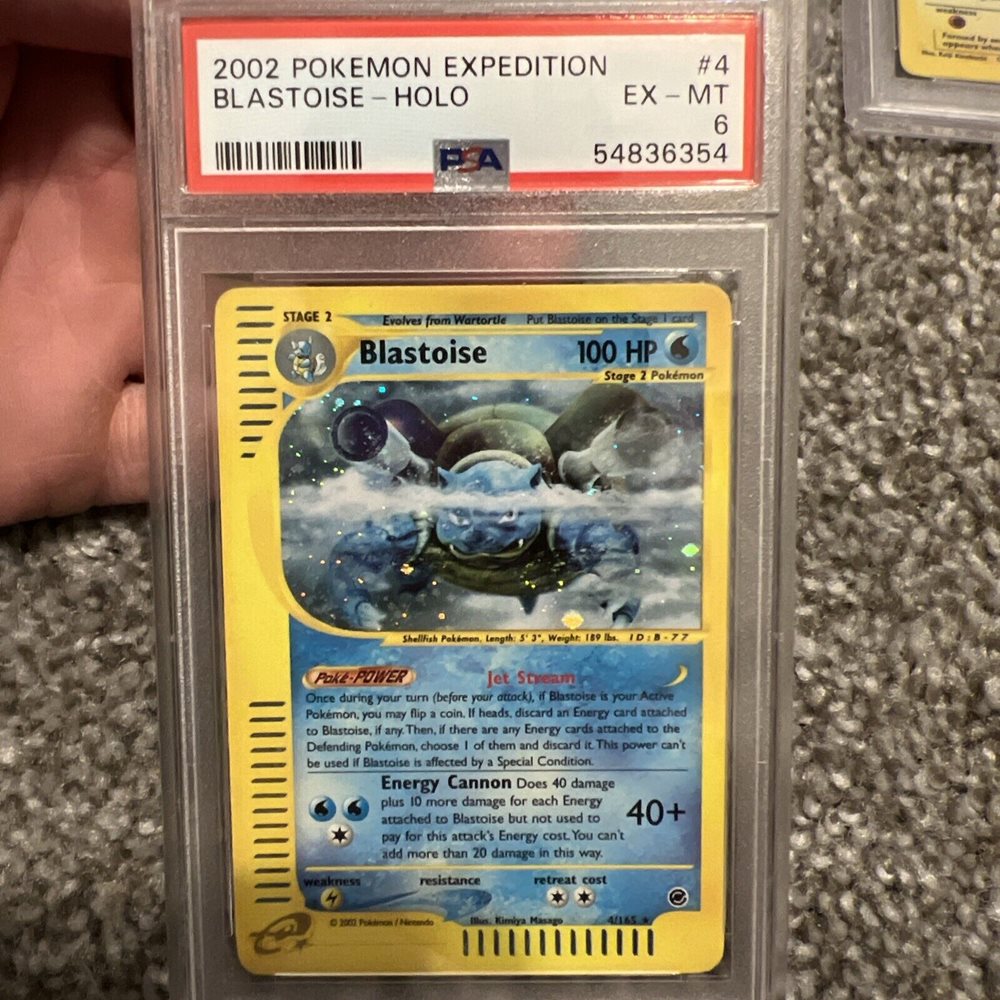 2002 POKEMON EXPEDITION #4
BLASTOISE - HOLO EX - MT
6
PSA 54836354
weakness
Formed by
appears
STAGE 2 Evolves from Wartortle Put Blastoise on the Stage 1 card
Blastoise 100 HP
Stage 2 Pokémon
Shellfish Pokémon, Length: 5' 3", Weight: 189 lbs. ID: B-77
Poké-POWER Jet Stream
Once during your turn (before your attack), if Blastoise is your Active
Pokémon, you may flip a coin. If heads, discard an Energy card attached
to Blastoise, if any. Then, if there are any Energy cards attached to the
Defending Pokémon, choose 1 of them and discard it. This power can't
be used if Blastoise is affected by a Special Condition.
Energy Cannon Does 40 damage
plus 10 more damage for each Energy
attached to Blastoise but not used to
pay for this attack's Energy cost. You can't
add more than 20 damage in this way.
40+
weakness resistance retreat cost
© 2002 Pokémon / Nintendo Illus. Kimiya Masago 4/165 ★
e